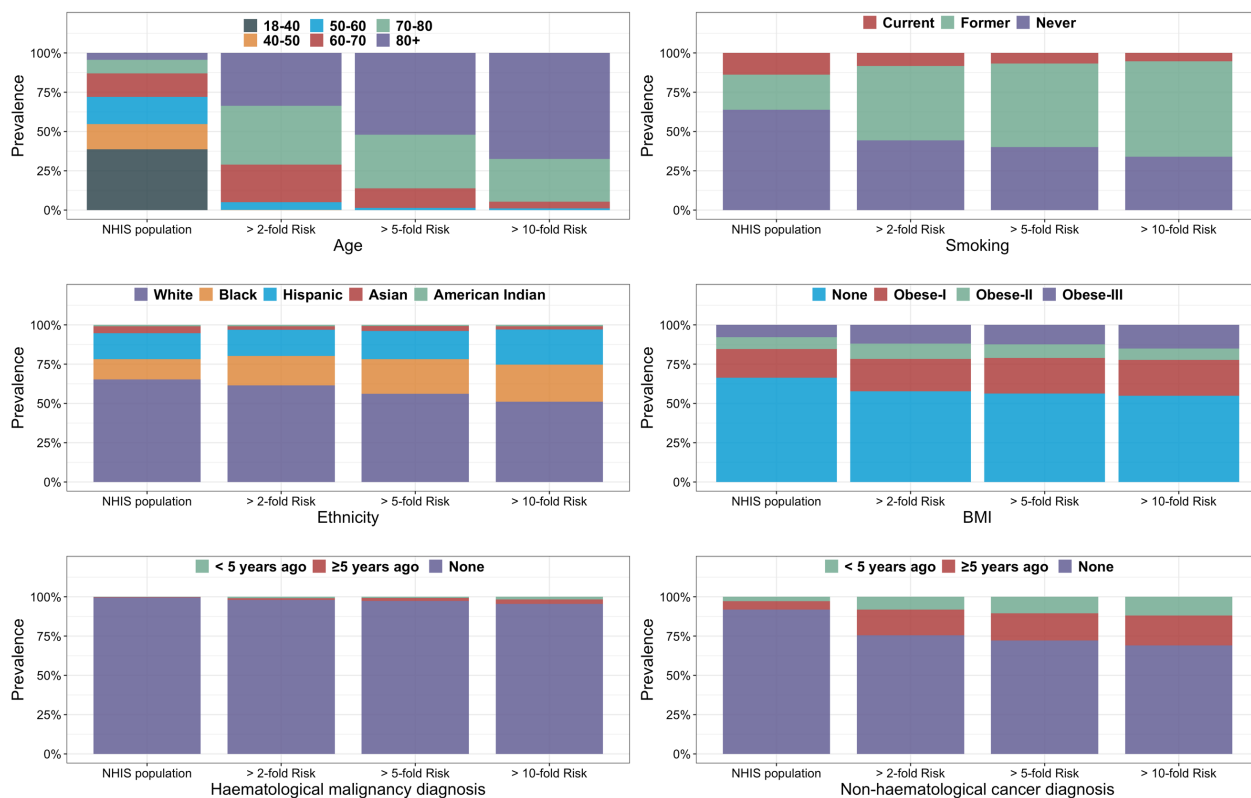 18-40 50-60 70-80
40-50 60-70 80+
Prevalence
100%
75%
50%
25%
0%
NHIS population > 2-fold Risk > 5-fold Risk > 10-fold Risk
Age
Current Former Never
Prevalence
100%
75%
50%
25%
0%
NHIS population > 2-fold Risk > 5-fold Risk > 10-fold Risk
Smoking
White Black Hispanic Asian American Indian
Prevalence
100%
75%
50%
25%
0%
NHIS population > 2-fold Risk > 5-fold Risk > 10-fold Risk
Ethnicity
None Obese-I Obese-II Obese-III
Prevalence
100%
75%
50%
25%
0%
NHIS population > 2-fold Risk > 5-fold Risk > 10-fold Risk
BMI
< 5 years ago ≥5 years ago None
Prevalence
100%
75%
50%
25%
0%
NHIS population > 2-fold Risk > 5-fold Risk > 10-fold Risk
Haematological malignancy diagnosis
< 5 years ago ≥5 years ago None
Prevalence
100%
75%
50%
25%
0%
NHIS population > 2-fold Risk > 5-fold Risk > 10-fold Risk
Non-haematological cancer diagnosis